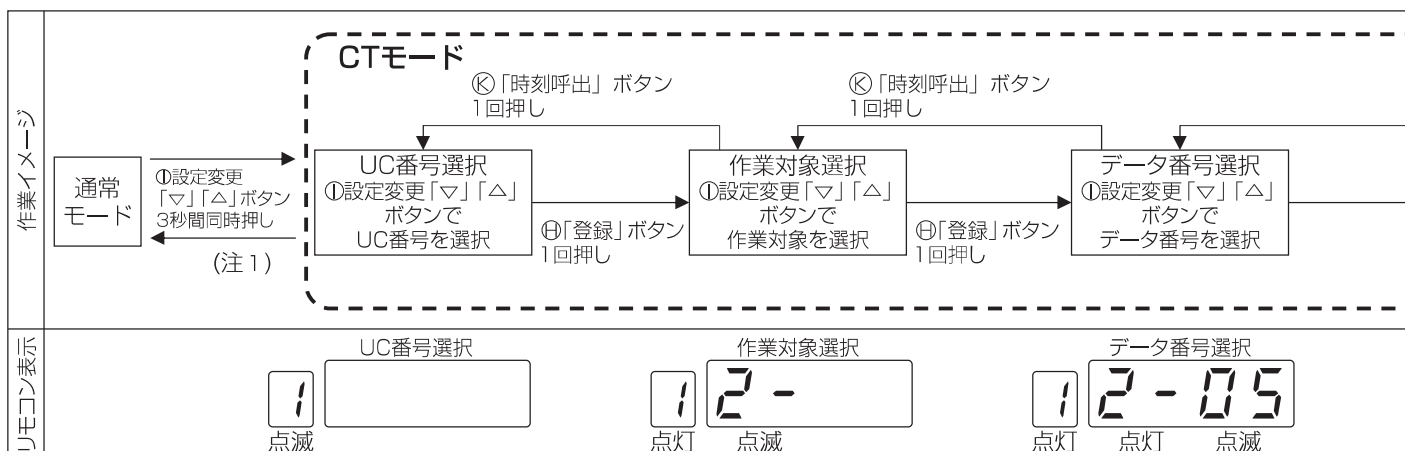 作業イメージ
CTモード
Ⓚ「時刻呼出」ボタン
1回押し
Ⓚ「時刻呼出」ボタン
1回押し
通常
モード
Ⓘ設定変更
「▽」「△」ボタン
3秒間同時押し
(注1)
UC番号選択
Ⓘ設定変更「▽」「△」
ボタンで
UC番号を選択
Ⓗ「登録」ボタン
1回押し
作業対象選択
Ⓘ設定変更「▽」「△」
ボタンで
作業対象を選択
Ⓗ「登録」ボタン
1回押し
データ番号選択
Ⓘ設定変更「▽」「△」
ボタンで
データ番号を選択
リモコン表示
UC番号選択
1
点滅
作業対象選択
1 2-
点灯 点滅
データ番号選択
1 2-05
点灯 点灯 点滅